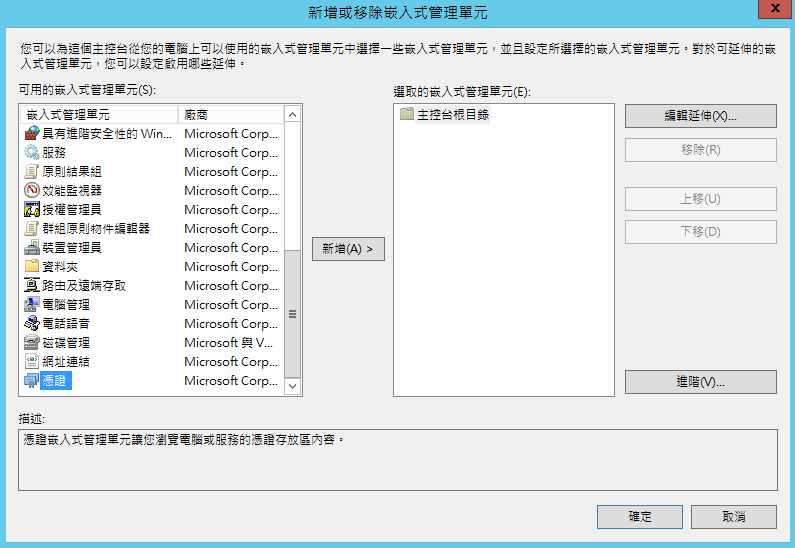 新增或移除嵌入式管理單元
x
您可以為這個主控台從您的電腦上可以使用的嵌入式管理單元中選擇一些嵌入式管理單元，並且設定所選擇的嵌入式管理單元。對於可延伸的嵌
入式管理單元，您可以設定啟用哪些延伸。
可用的嵌入式管理單元(S):
嵌入式管理單元 廠商
具有進階安全性的 Win... Microsoft Corp...
服務 Microsoft Corp...
原則結果組 Microsoft Corp...
效能監視器 Microsoft Corp...
授權管理員 Microsoft Corp...
群組原則物件編輯器 Microsoft Corp...
裝置管理員 Microsoft Corp...
資料夾 Microsoft Corp...
路由及遠端存取 Microsoft Corp...
電腦管理 Microsoft Corp...
電話語音 Microsoft Corp...
磁碟管理 Microsoft 與 V...
網址連結 Microsoft Corp...
憑證 Microsoft Corp...
新增(A) >
選取的嵌入式管理單元(E):
主控台根目錄
編輯延伸(X)...
移除(R)
上移(U)
下移(D)
進階(V)...
描述:
憑證嵌入式管理單元讓您瀏覽電腦或服務的憑證存放區內容。
確定
取消